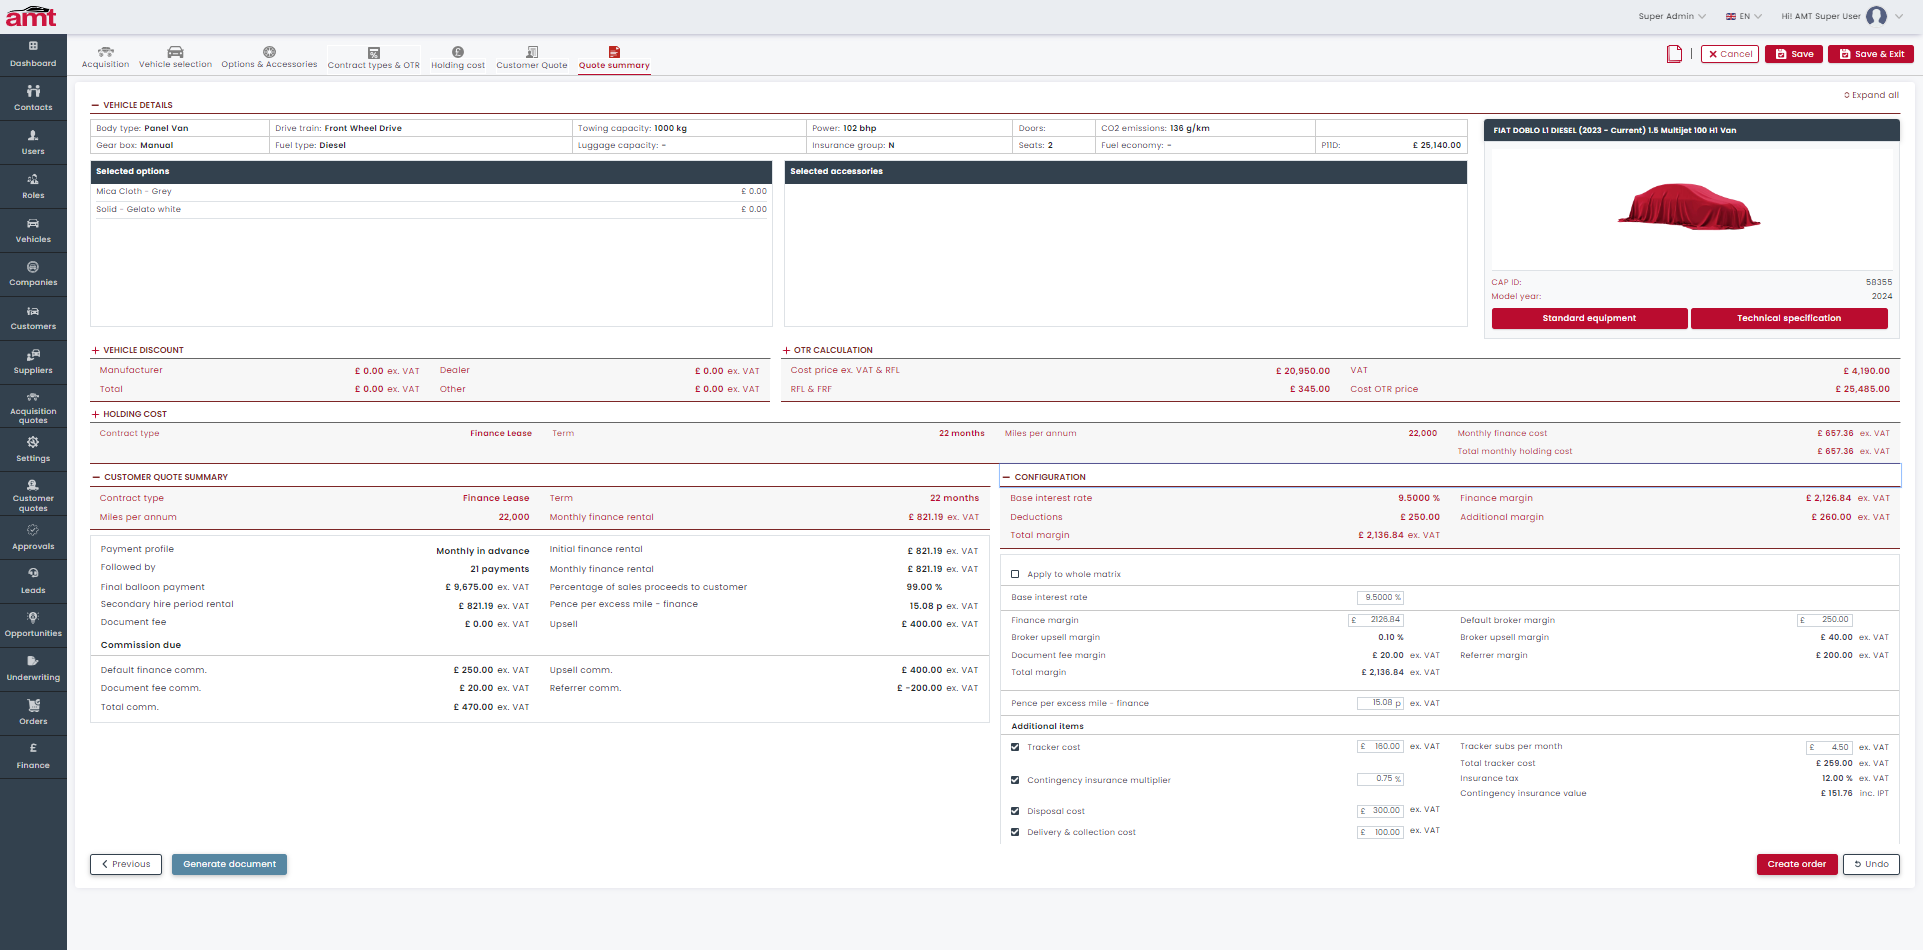 amt
Super Admin
EN
Hi! AMT Super User
Dashboard
Contacts
Users
Roles
Vehicles
Companies
Customers
Suppliers
Acquisition
quotes
Settings
Customer
quotes
Approvals
Leads
Opportunities
Underwriting
Orders
Finance
Acquisition
Vehicle selection
Options & Accessories
Contract types & OTR
Holding cost
Customer Quote
Quote summary
Cancel
Save
Save & Exit
Expand all
VEHICLE DETAILS
Body type: Panel Van
Drive train: Front Wheel Drive
Towing capacity: 1000 kg
Power: 102 bhp
Doors:
CO2 emissions: 136 g/km
Gear box: Manual
Fuel type: Diesel
Luggage capacity: -
Insurance group: N
Seats: 2
Fuel economy: -
P11D: £ 25,140.00
Selected options
Mica Cloth - Grey £ 0.00
Solid - Gelato white £ 0.00
Selected accessories
FIAT DOBLO L1 DIESEL (2023 - Current) 1.5 Multijet 100 H1 Van
CAP ID: 58355
Model year: 2024
Standard equipment
Technical specification
VEHICLE DISCOUNT
Manufacturer £ 0.00 ex. VAT Dealer £ 0.00 ex. VAT
Total £ 0.00 ex. VAT Other £ 0.00 ex. VAT
OTR CALCULATION
Cost price ex. VAT & RFL £ 20,950.00 VAT £ 4,190.00
RFL & FRF £ 345.00 Cost OTR price £ 25,485.00
HOLDING COST
Contract type Finance Lease Term 22 months Miles per annum 22,000 Monthly finance cost £ 657.36 ex. VAT
Total monthly holding cost £ 657.36 ex. VAT
CUSTOMER QUOTE SUMMARY
Contract type Finance Lease Term 22 months
Miles per annum 22,000 Monthly finance rental £ 821.19 ex. VAT
Payment profile Monthly in advance Initial finance rental £ 821.19 ex. VAT
Followed by 21 payments Monthly finance rental £ 821.19 ex. VAT
Final balloon payment £ 9,675.00 ex. VAT Percentage of sales proceeds to customer 99.00 %
Secondary hire period rental £ 821.19 ex. VAT Pence per excess mile - finance 15.08 p ex. VAT
Document fee £ 0.00 ex. VAT Upsell £ 400.00 ex. VAT
Commission due
Default finance comm. £ 250.00 ex. VAT Upsell comm. £ 400.00 ex. VAT
Document fee comm. £ 20.00 ex. VAT Referrer comm. £ -200.00 ex. VAT
Total comm. £ 470.00 ex. VAT
CONFIGURATION
Base interest rate 9.5000 % Finance margin £ 2,126.84 ex. VAT
Deductions £ 250.00 Additional margin £ 260.00 ex. VAT
Total margin £ 2,136.84 ex. VAT
Apply to whole matrix
Base interest rate 9.5000 %
Finance margin £ 2126.84 Default broker margin £ 250.00
Broker upsell margin 0.10 % Broker upsell margin £ 40.00 ex. VAT
Document fee margin £ 20.00 ex. VAT Referrer margin £ 200.00 ex. VAT
Total margin £ 2,136.84 ex. VAT
Pence per excess mile - finance 15.08 p ex. VAT
Additional items
Tracker cost £ 160.00 ex. VAT Tracker subs per month £ 4.50 ex. VAT
Total tracker cost £ 259.00 ex. VAT
Contingency insurance multiplier 0.75 % Insurance tax 12.00 % ex. VAT
Contingency insurance value £ 151.76 inc. IPT
Disposal cost £ 300.00 ex. VAT
Delivery & collection cost £ 100.00 ex. VAT
Previous
Generate document
Create order
Undo